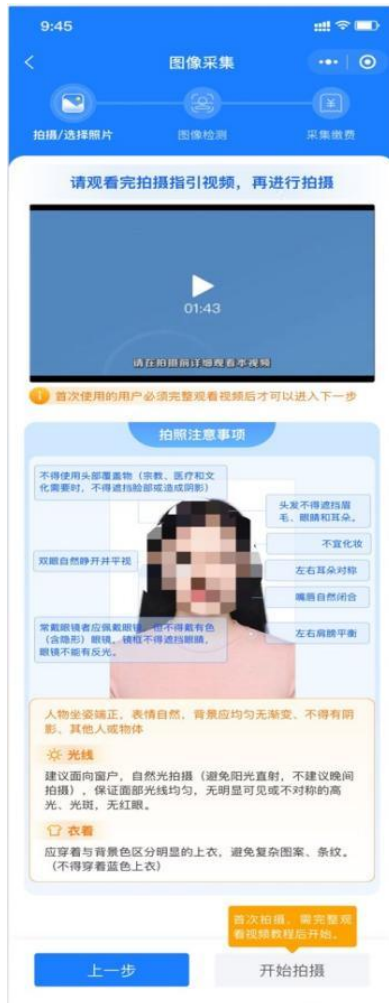 9:45
图像采集
拍摄/选择照片
图像检测
采集缴费
请观看完拍摄指引视频，再进行拍摄
01:43
请在拍摄前详细观看本视频
首次使用的用户必须完整观看视频后才可以进入下一步
拍照注意事项
不得使用头部覆盖物（宗教、医疗和文
化需要时，不得遮挡脸部或造成阴影）
头发不得遮挡眉
毛、眼睛和耳朵。
不宜化妆
双眼自然睁开并平视
左右耳朵对称
嘴唇自然闭合
常戴眼镜者应佩戴眼镜，但不得戴有色
（含隐形）眼镜，镜框不得遮挡眼睛，
眼镜不能有反光。
左右肩膀平衡
人物坐姿端正，表情自然，背景应均匀无渐变、不得有阴
影、其他人或物体
光线
建议面向窗户，自然光拍摄（避免阳光直射，不建议晚间
拍摄），保证面部光线均匀，无明显可见或不对称的高
光、光斑，无红眼。
衣着
应穿着与背景色区分明显的上衣，避免复杂图案、条纹。
（不得穿着蓝色上衣）
首次拍摄，需完整观
看视频教程后开始。
上一步
开始拍摄